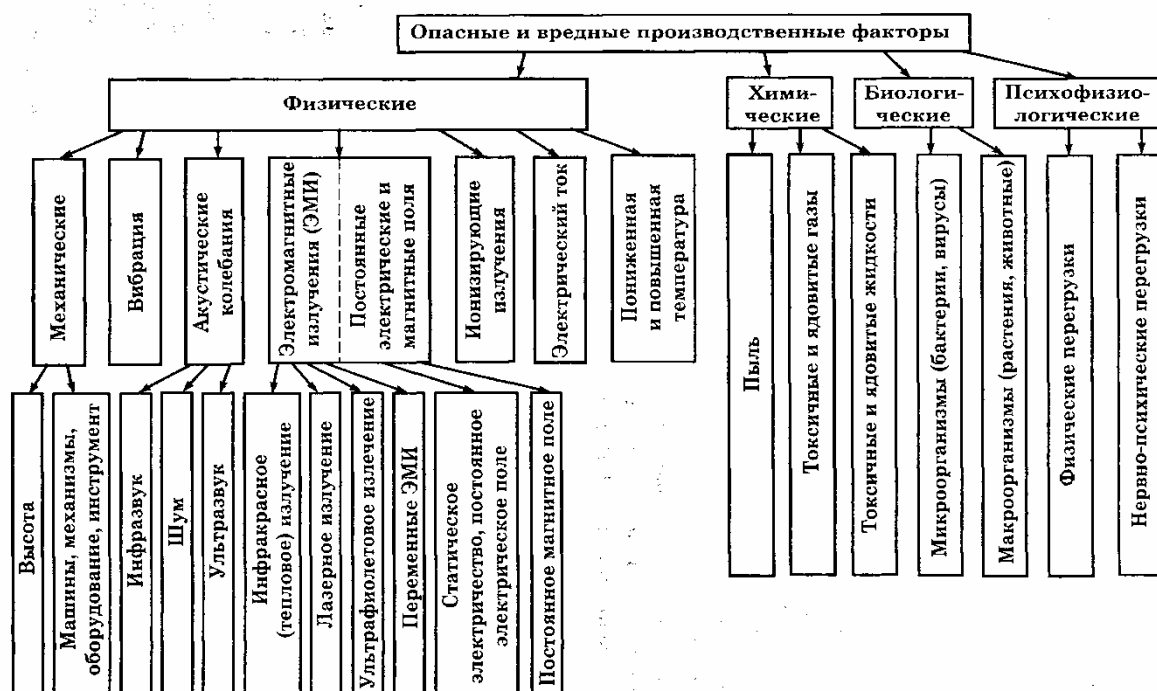 Опасные и вредные производственные факторы
Физические
Хими-
ческие
Биологи-
ческие
Психофизио-
логические
Механические
Вибрация
Акустические
колебания
Электромагнитные
излучения (ЭМИ)
Постоянные
электрические и
магнитные поля
Ионизирующие
излучения
Электрический ток
Пониженная
и повышенная
температура
Пыль
Токсичные и ядовитые газы
Токсичные и ядовитые жидкости
Микроорганизмы (бактерии, вирусы)
Макроорганизмы (растения, животные)
Физические перегрузки
Нервно-психические перегрузки
Высота
Машины, механизмы,
оборудование, инструмент
Инфразвук
Шум
Ультразвук
Инфракрасное
(тепловое) излучение
Лазерное излучение
Ультрафиолетовое излечение
Переменные ЭМИ
Статическое
электричество, постоянное
электрическое поле
Постоянное магнитное поле